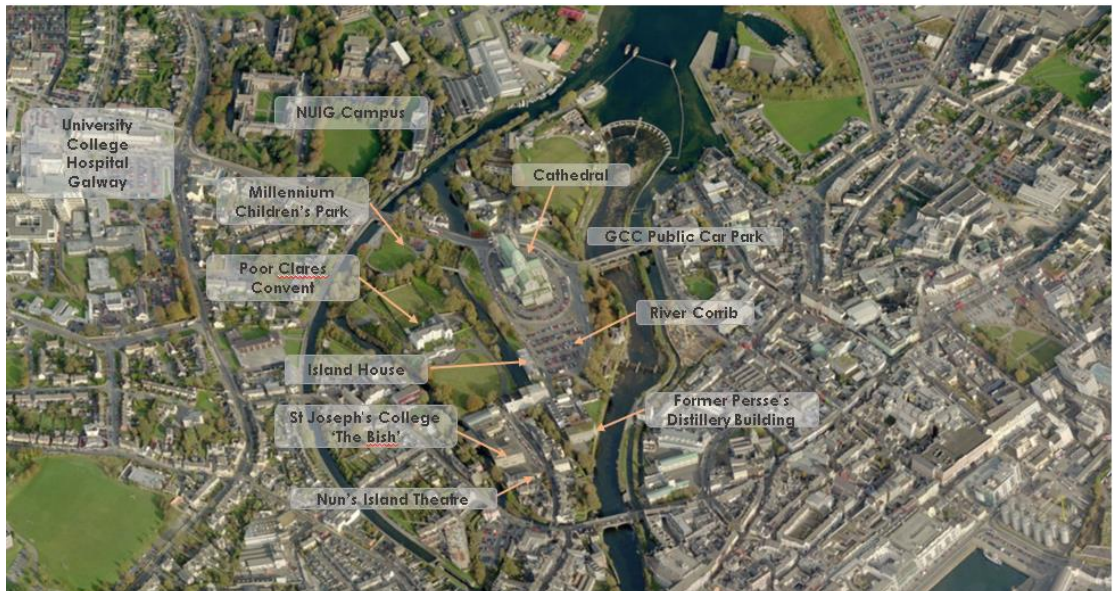 NUIG Campus
University
College
Hospital
Galway
Cathedral
Millennium
Children's Park
GCC Public Car Park
Poor Clares
Convent
River Corrib
Island House
Former Persse's
Distillery Building
St Joseph's College
'The Bish'
Nun's Island Theatre